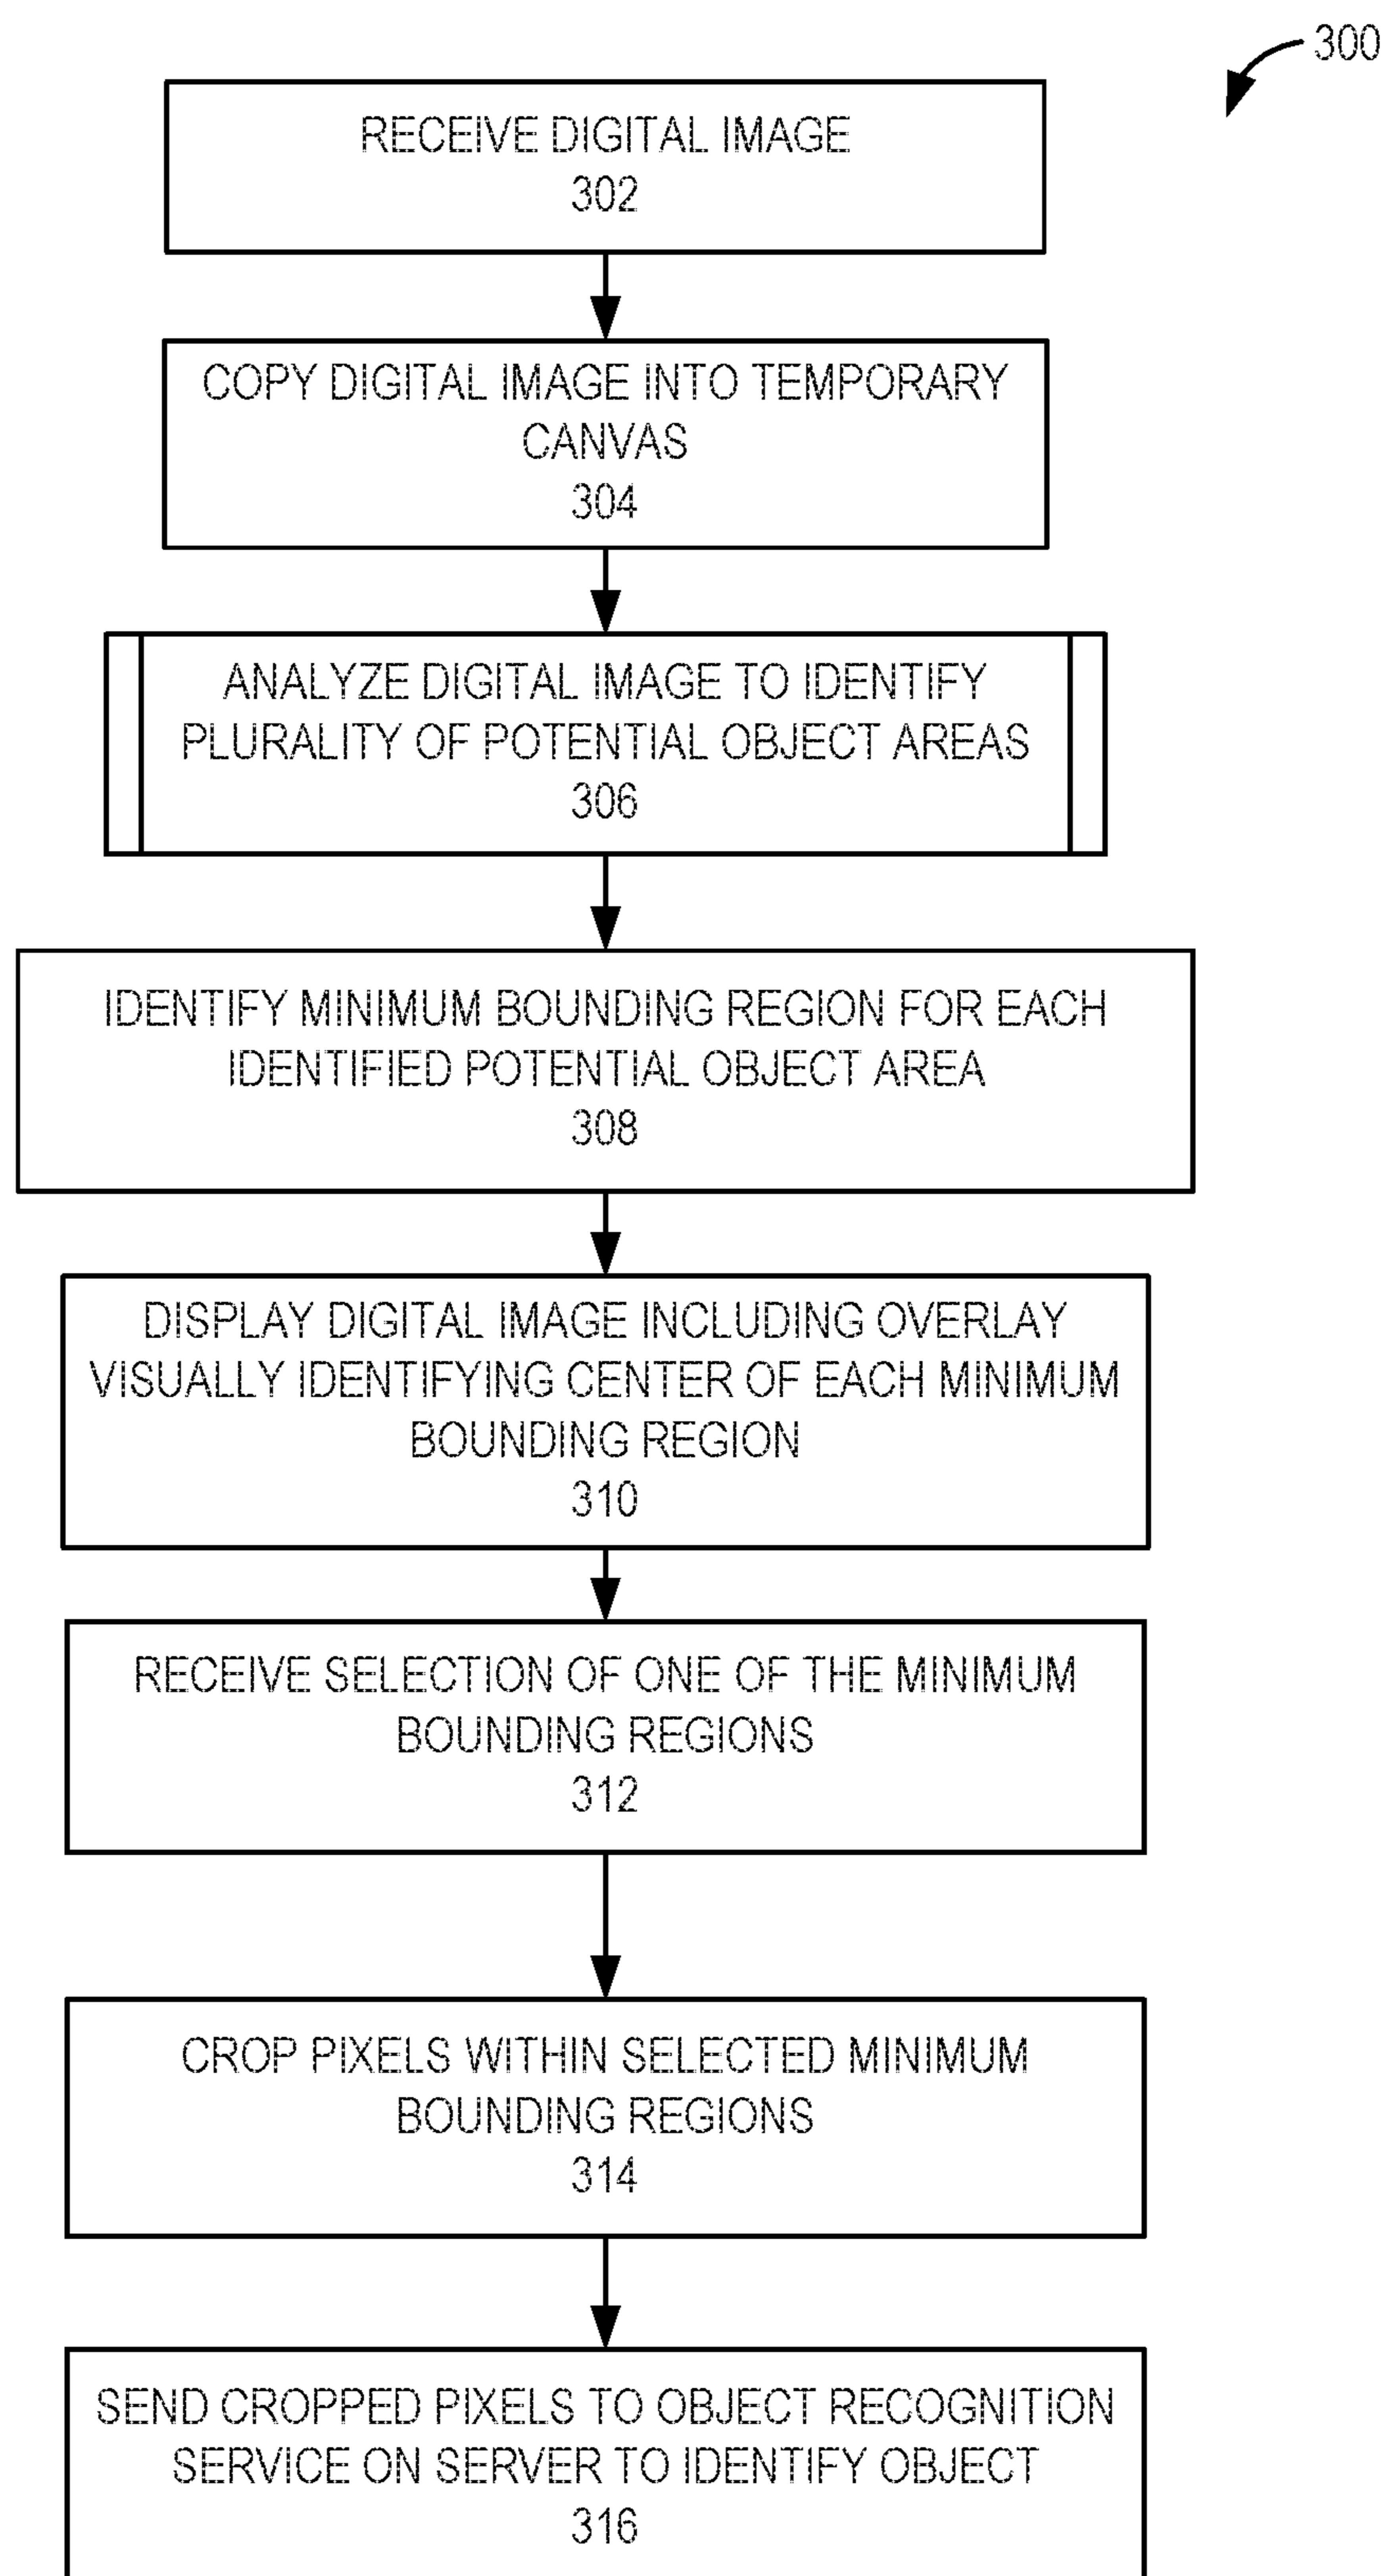 300
RECEIVE DIGITAL IMAGE
302
COPY DIGITAL IMAGE INTO TEMPORARY
CANVAS
304
ANALYZE DIGITAL IMAGE TO IDENTIFY
PLURALITY OF POTENTIAL OBJECT AREAS
306
IDENTIFY MINIMUM BOUNDING REGION FOR EACH
IDENTIFIED POTENTIAL OBJECT AREA
308
DISPLAY DIGITAL IMAGE INCLUDING OVERLAY
VISUALLY IDENTIFYING CENTER OF EACH MINIMUM
BOUNDING REGION
310
RECEIVE SELECTION OF ONE OF THE MINIMUM
BOUNDING REGIONS
312
CROP PIXELS WITHIN SELECTED MINIMUM
BOUNDING REGIONS
314
SEND CROPPED PIXELS TO OBJECT RECOGNITION
SERVICE ON SERVER TO IDENTIFY OBJECT
316